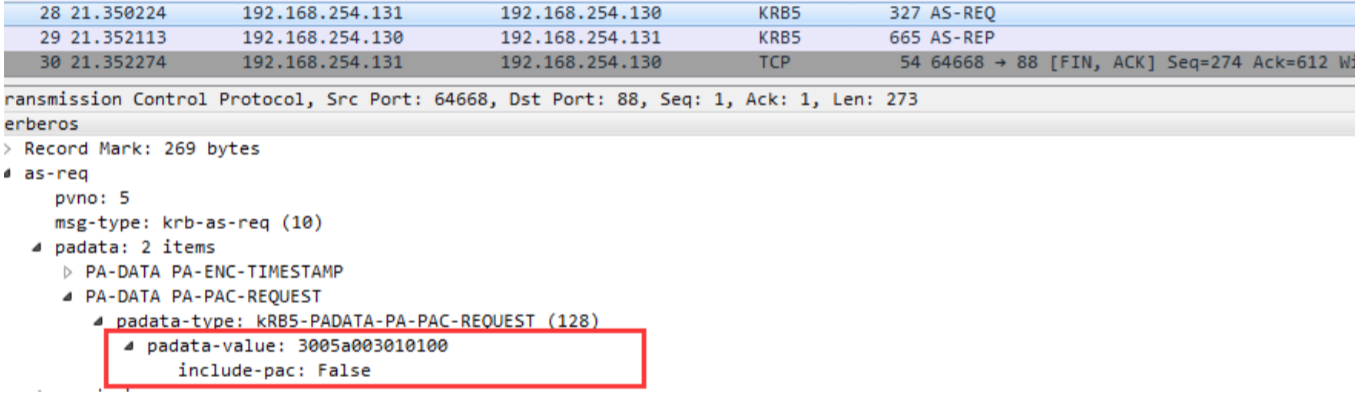 28 21.350224 192.168.254.131 192.168.254.130 KRB5 327 AS-REQ
29 21.352113 192.168.254.130 192.168.254.131 KRB5 665 AS-REP
30 21.352274 192.168.254.131 192.168.254.130 TCP 54 64668 → 88 [FIN, ACK] Seq=274 Ack=612
ransmission Control Protocol, Src Port: 64668, Dst Port: 88, Seq: 1, Ack: 1, Len: 273
erberos
Record Mark: 269 bytes
as-req
pvno: 5
msg-type: krb-as-req (10)
padata: 2 items
PA-DATA PA-ENC-TIMESTAMP
PA-DATA PA-PAC-REQUEST
padata-type: kRB5-PADATA-PA-PAC-REQUEST (128)
padata-value: 3005a003010100
include-pac: False